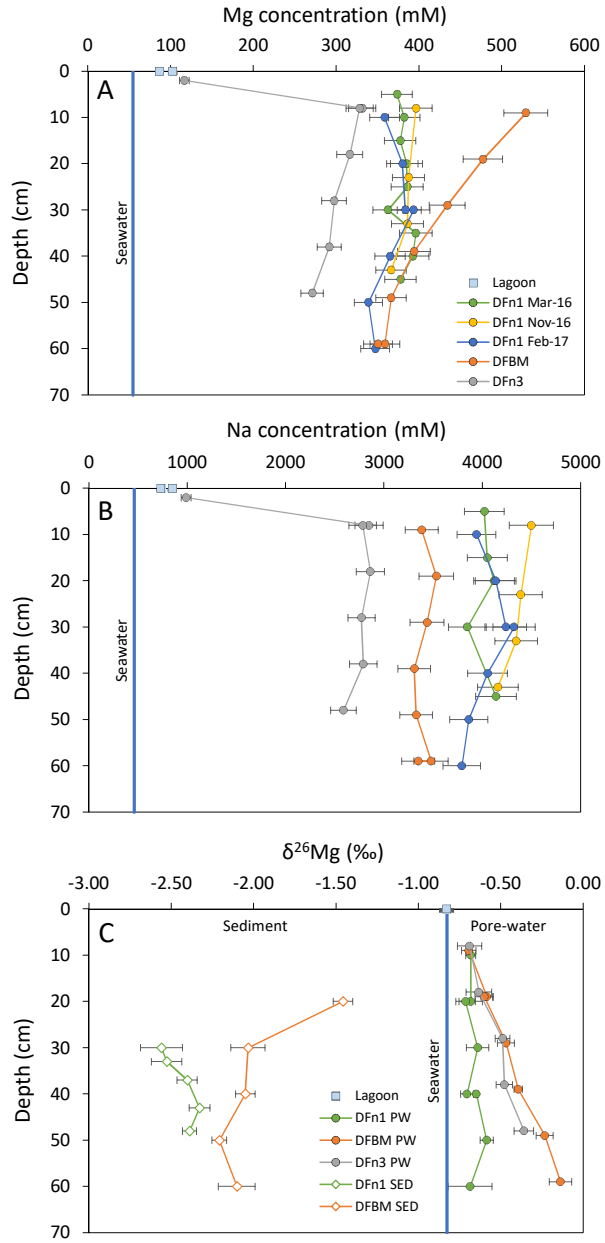 Mg concentration (mM)
0 100 200 300 400 500 600
0
10
20
30
40
50
60
70
Depth (cm)
A
Seawater
Lagoon
DFn1 Mar-16
DFn1 Nov-16
DFn1 Feb-17
DFBM
DFn3
Na concentration (mM)
0 1000 2000 3000 4000 5000
0
10
20
30
40
50
60
70
Depth (cm)
B
Seawater
δ²⁶Mg (‰)
-3.00 -2.50 -2.00 -1.50 -1.00 -0.50 0.00
0
10
20
30
40
50
60
70
Depth (cm)
C
Sediment
Pore-water
Seawater
Lagoon
DFn1 PW
DFBM PW
DFn3 PW
DFn1 SED
DFBM SED